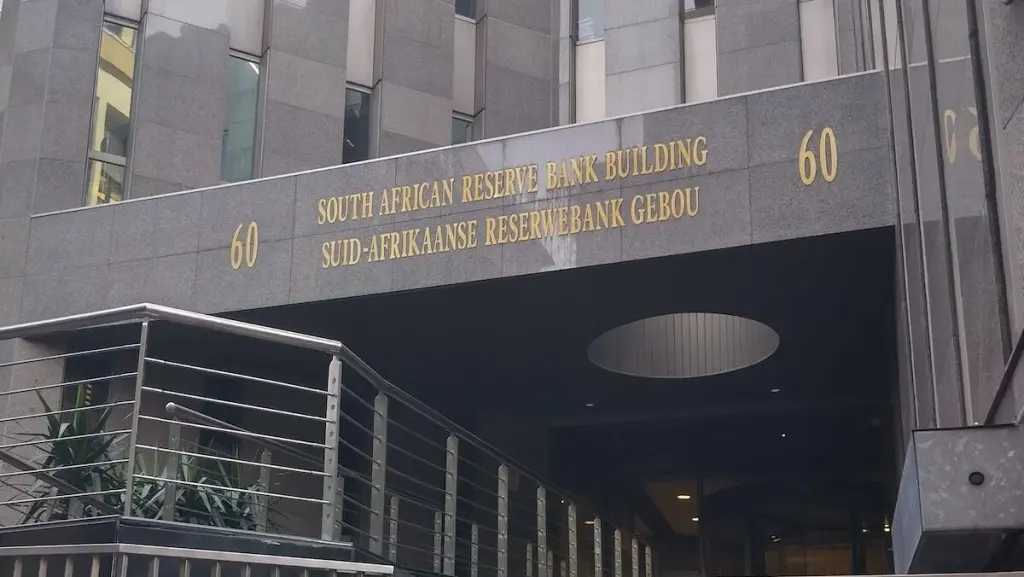 SOUTH AFRICAN RESERVE BANK BUILDING
60
SUID-AFRIKAANSE RESERWEBANK GEBOU
60